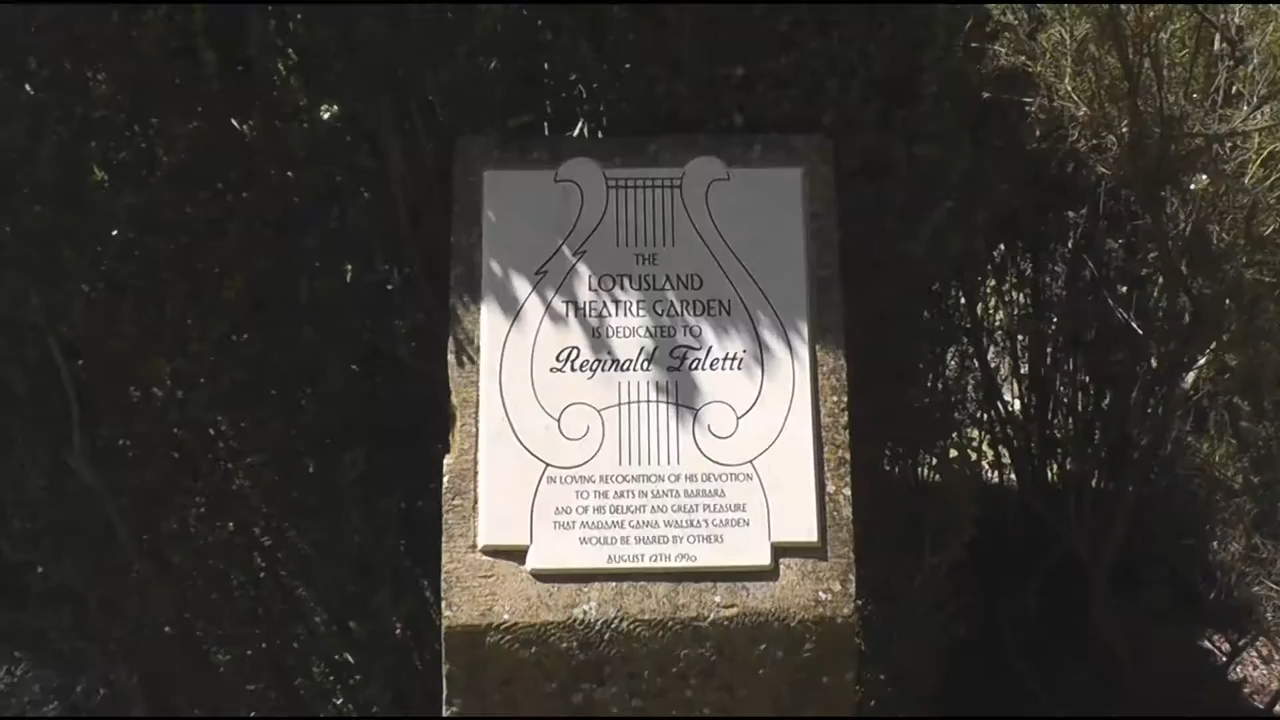 THE
LOTUSLAND
THEATRE GARDEN
IS DEDICATED TO
Reginald Faletti
IN LOVING RECOGNITION OF HIS DEVOTION
TO THE ARTS IN SANTA BARBARA
AND OF HIS DELIGHT AND GREAT PLEASURE
THAT MADAME GANNA WALSKA'S GARDEN
WOULD BE SHARED BY OTHERS
AUGUST 12TH 1990